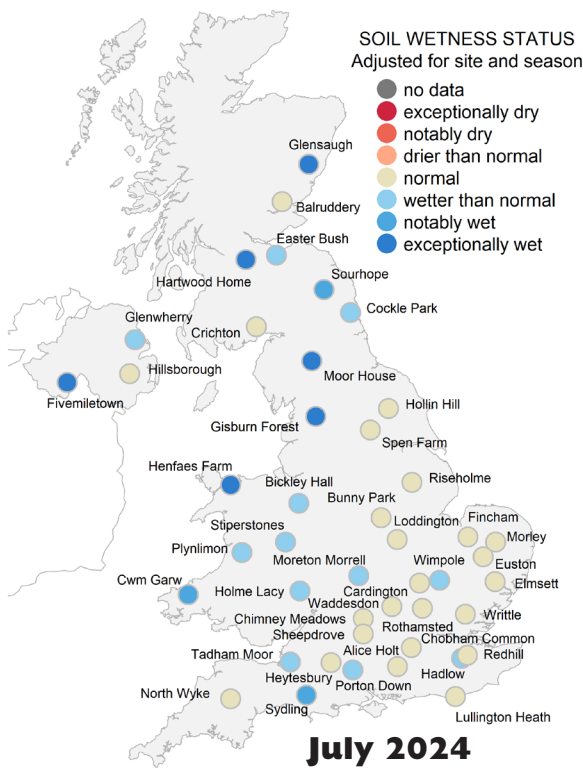 SOIL WETNESS STATUS
Adjusted for site and season
no data
exceptionally dry
notably dry
drier than normal
normal
wetter than normal
notably wet
exceptionally wet
Glensaugh
Balruddery
Easter Bush
Hartwood Home
Sourhope
Cockle Park
Glenwherry
Crichton
Hillsborough
Moor House
Fivemiletown
Hollin Hill
Gisburn Forest
Spen Farm
Henfaes Farm
Bickley Hall
Riseholme
Bunny Park
Fincham
Stiperstones
Loddington
Morley
Plynlimon
Moreton Morrell
Wimpole
Euston
Cwm Garw
Holme Lacy
Cardington
Elmsett
Waddesdon
Chimney Meadows
Rothamsted
Writtle
Sheepdrove
Chobham Common
Tadham Moor
Alice Holt
Redhill
Heytesbury
Hadlow
North Wyke
Porton Down
Sydling
Lullington Heath
July 2024